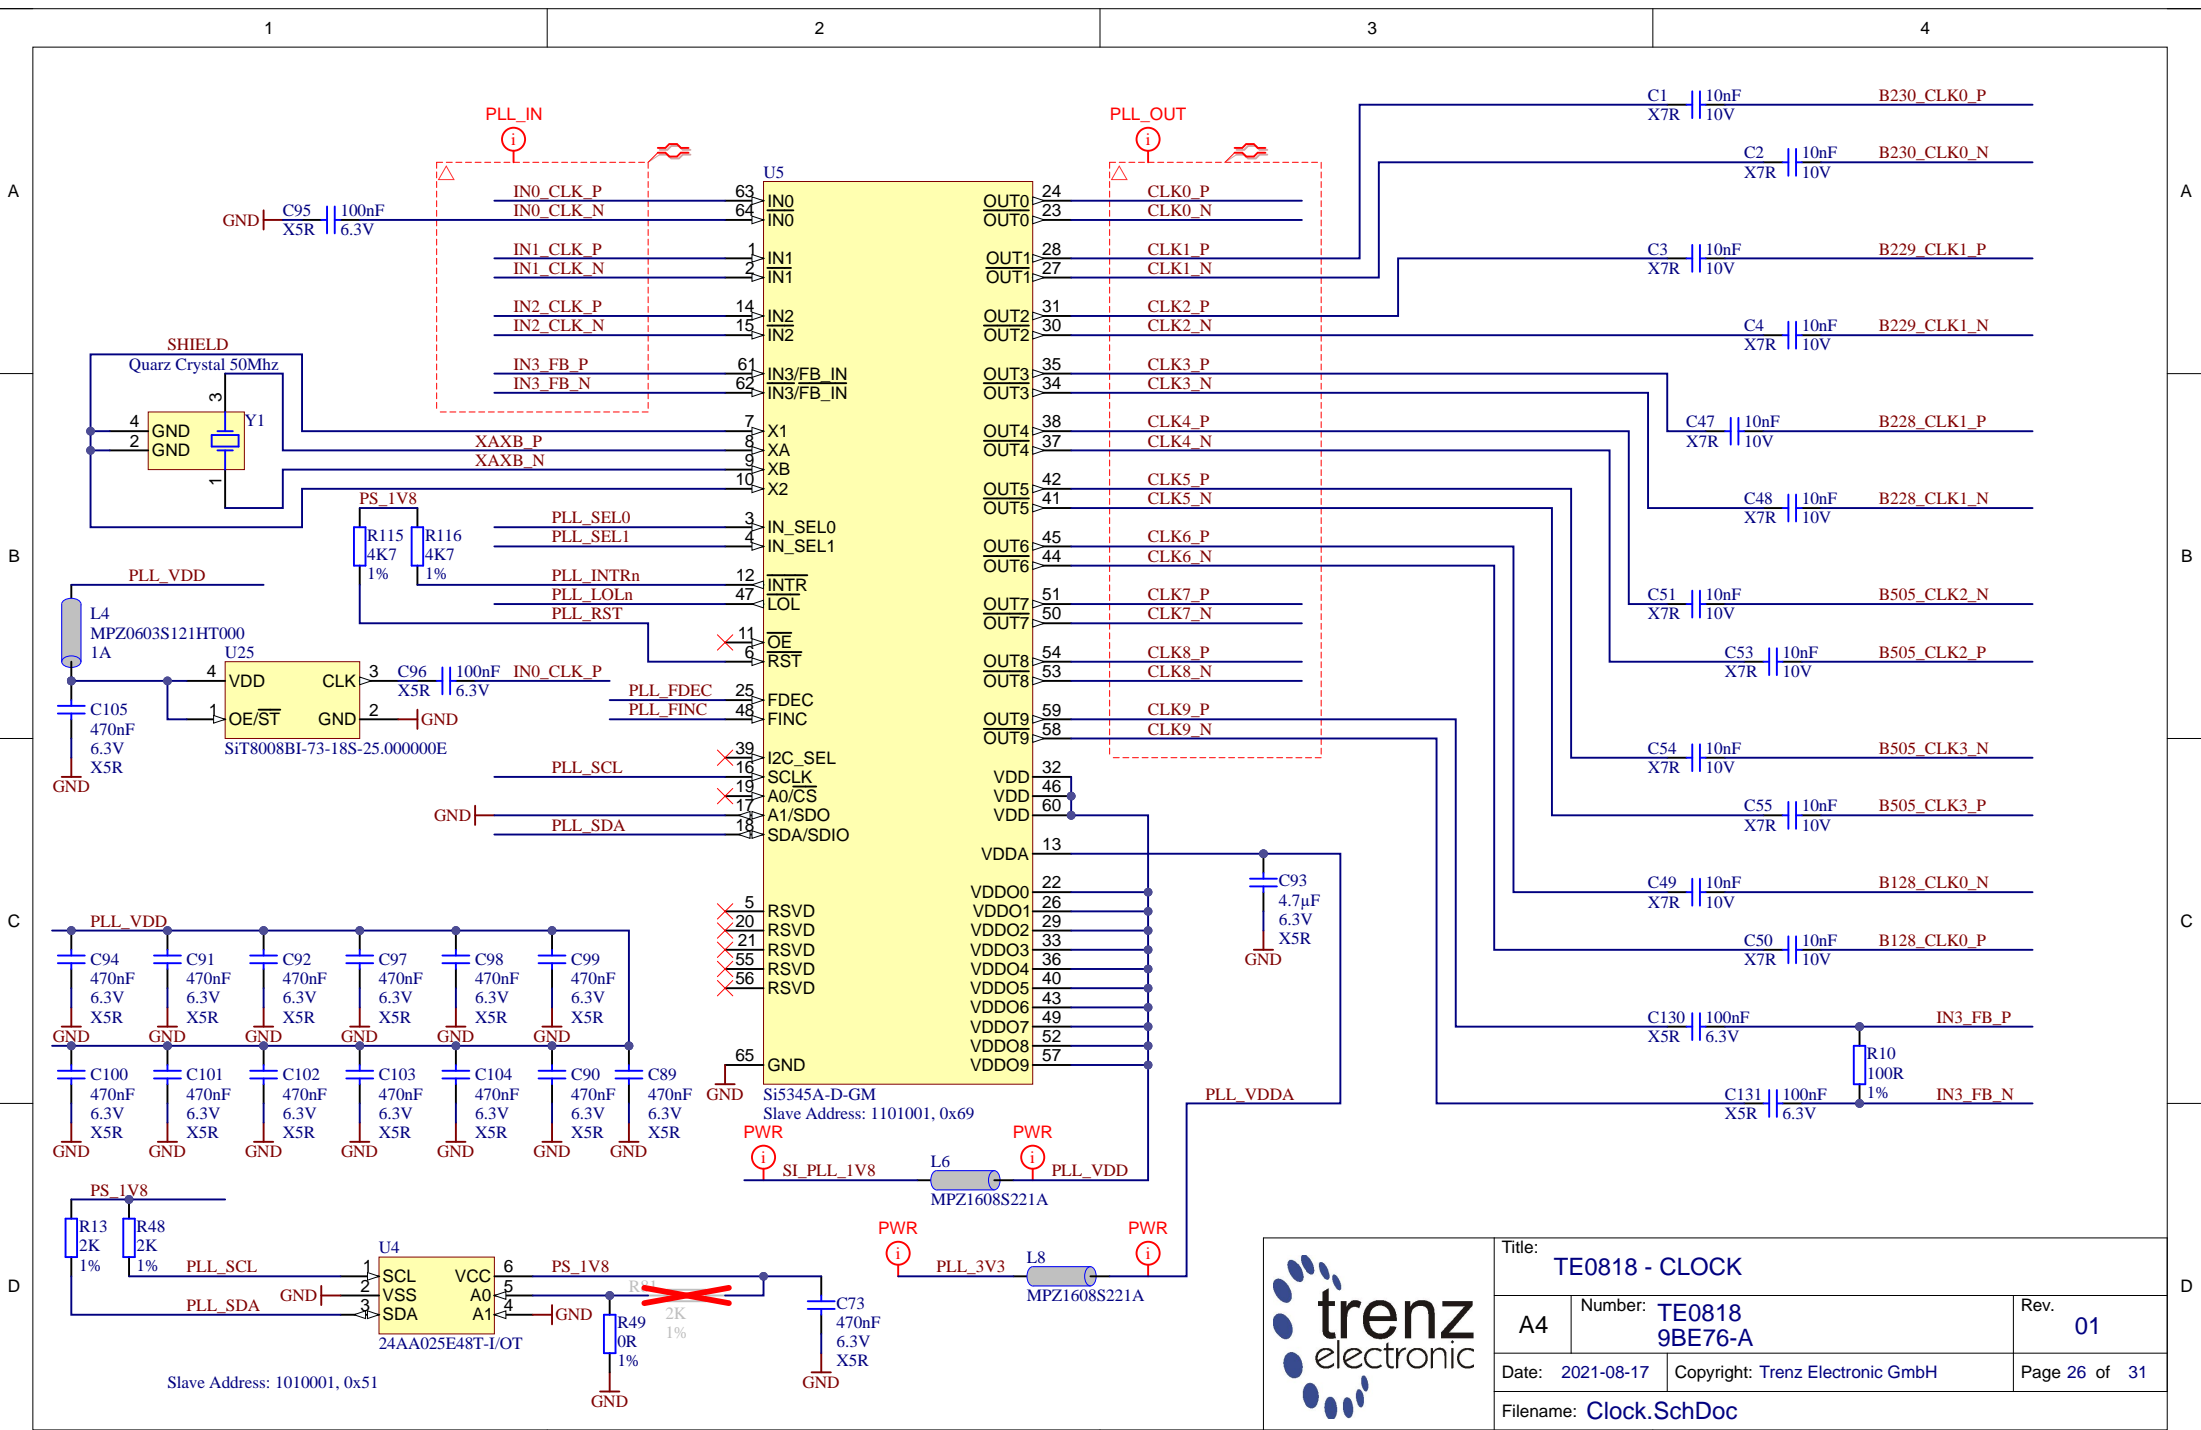 1 2 3 4
A A
B B
C C
D D
PLL_IN
PLL_OUT
GND
C95
X5R
100nF
6.3V
IN0_CLK_P
IN0_CLK_N
IN1_CLK_P
IN1_CLK_N
IN2_CLK_P
IN2_CLK_N
IN3_FB_P
IN3_FB_N
SHIELD
Quarz Crystal 50Mhz
4 GND
2 GND
3
1
Y1
XAXB_P
XAXB_N
PS_1V8
R115
4K7
1%
R116
4K7
1%
PLL_SEL0
PLL_SEL1
PLL_INTRn
PLL_LOLn
PLL_RST
PLL_VDD
L4
MPZ0603S121HT000
1A
U25
4 VDD CLK 3
1 OE/ST GND 2
GND
SiT8008BI-73-18S-25.000000E
C96
X5R
100nF
6.3V
IN0_CLK_P
C105
470nF
6.3V
X5R
GND
PLL_FDEC
PLL_FINC
PLL_SCL
GND
PLL_SDA
U5
63 IN0
64 IN0
1 IN1
2 IN1
14 IN2
15 IN2
61 IN3/FB_IN
62 IN3/FB_IN
7 X1
8 XA
9 XB
10 X2
3 IN_SEL0
4 IN_SEL1
12 INTR
47 LOL
11 OE
6 RST
25 FDEC
48 FINC
39 I2C_SEL
16 SCLK
19 A0/CS
17 A1/SDO
18 SDA/SDIO
5 RSVD
20 RSVD
21 RSVD
55 RSVD
56 RSVD
65 GND
GND
OUT0 24 CLK0_P
OUT0 23 CLK0_N
OUT1 28 CLK1_P
OUT1 27 CLK1_N
OUT2 31 CLK2_P
OUT2 30 CLK2_N
OUT3 35 CLK3_P
OUT3 34 CLK3_N
OUT4 38 CLK4_P
OUT4 37 CLK4_N
OUT5 42 CLK5_P
OUT5 41 CLK5_N
OUT6 45 CLK6_P
OUT6 44 CLK6_N
OUT7 51 CLK7_P
OUT7 50 CLK7_N
OUT8 54 CLK8_P
OUT8 53 CLK8_N
OUT9 59 CLK9_P
OUT9 58 CLK9_N
VDD 32
VDD 46
VDD 60
VDDA 13
VDDO0 22
VDDO1 26
VDDO2 29
VDDO3 33
VDDO4 36
VDDO5 40
VDDO6 43
VDDO7 49
VDDO8 52
VDDO9 57
Si5345A-D-GM
Slave Address: 1101001, 0x69
C1 10nF B230_CLK0_P
X7R 10V
C2 10nF B230_CLK0_N
X7R 10V
C3 10nF B229_CLK1_P
X7R 10V
C4 10nF B229_CLK1_N
X7R 10V
C47 10nF B228_CLK1_P
X7R 10V
C48 10nF B228_CLK1_N
X7R 10V
C51 10nF B505_CLK2_N
X7R 10V
C53 10nF B505_CLK2_P
X7R 10V
C54 10nF B505_CLK3_N
X7R 10V
C55 10nF B505_CLK3_P
X7R 10V
C49 10nF B128_CLK0_N
X7R 10V
C50 10nF B128_CLK0_P
X7R 10V
C130 100nF IN3_FB_P
X5R 6.3V
R10
100R
1%
C131 100nF IN3_FB_N
X5R 6.3V
C93
4.7µF
6.3V
X5R
GND
PLL_VDDA
PLL_VDD
C94 C91 C92 C97 C98 C99
470nF 470nF 470nF 470nF 470nF 470nF
6.3V 6.3V 6.3V 6.3V 6.3V 6.3V
X5R X5R X5R X5R X5R X5R
GND GND GND GND GND GND
C100 C101 C102 C103 C104 C90 C89
470nF 470nF 470nF 470nF 470nF 470nF 470nF
6.3V 6.3V 6.3V 6.3V 6.3V 6.3V 6.3V
X5R X5R X5R X5R X5R X5R X5R
GND GND GND GND GND GND GND
PWR PWR
SI_PLL_1V8 L6 PLL_VDD
MPZ1608S221A
PWR PWR
PLL_3V3 L8
MPZ1608S221A
PS_1V8
R13 R48
2K 2K
1% 1%
PLL_SCL
GND
PLL_SDA
U4
1 SCL VCC 6 PS_1V8
2 VSS A0 5
3 SDA A1 4 GND
24AA025E48T-I/OT
2K
1%
R49
0R
1%
GND
C73
470nF
6.3V
X5R
GND
Slave Address: 1010001, 0x51
trenz
electronic
Title:
TE0818 - CLOCK
A4 Number: TE0818
9BE76-A
Rev.
01
Date: 2021-08-17 Copyright: Trenz Electronic GmbH Page 26 of 31
Filename: Clock.SchDoc